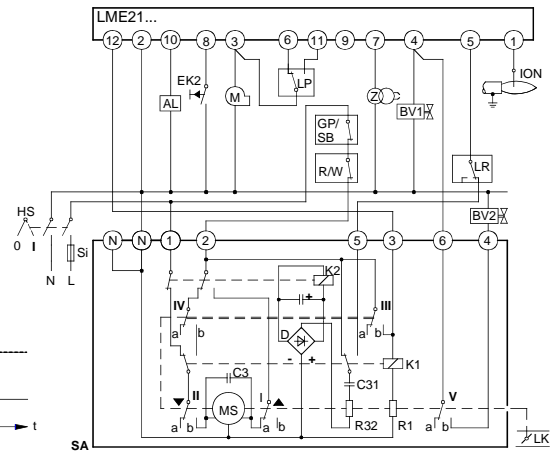 LME21...
12 2 10 8 3 6 11 9 7 4 5 1
EK2
ION
AL
M
LP
Z
BV1
GP/
SB
R/W
LR
HS
0 I
Si
BV2
N L
N N 1 2 5 3 6 4
K2
IV
III
a b
a b
D
- +
+
K1
C3
C31
II
MS
I
V
a b
a b
R32
R1
a b
t
SA
LK